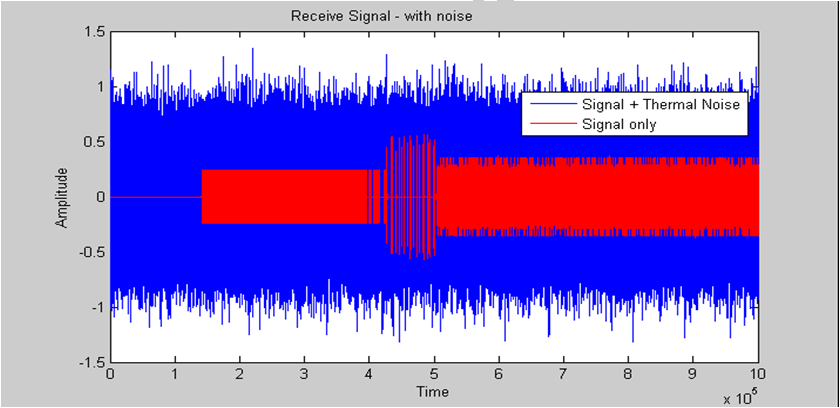 Receive Signal - with noise
1.5
1
0.5
0
-0.5
-1
-1.5
Amplitude
Signal + Thermal Noise
Signal only
0 1 2 3 4 5 6 7 8 9 10
Time
x 10^5